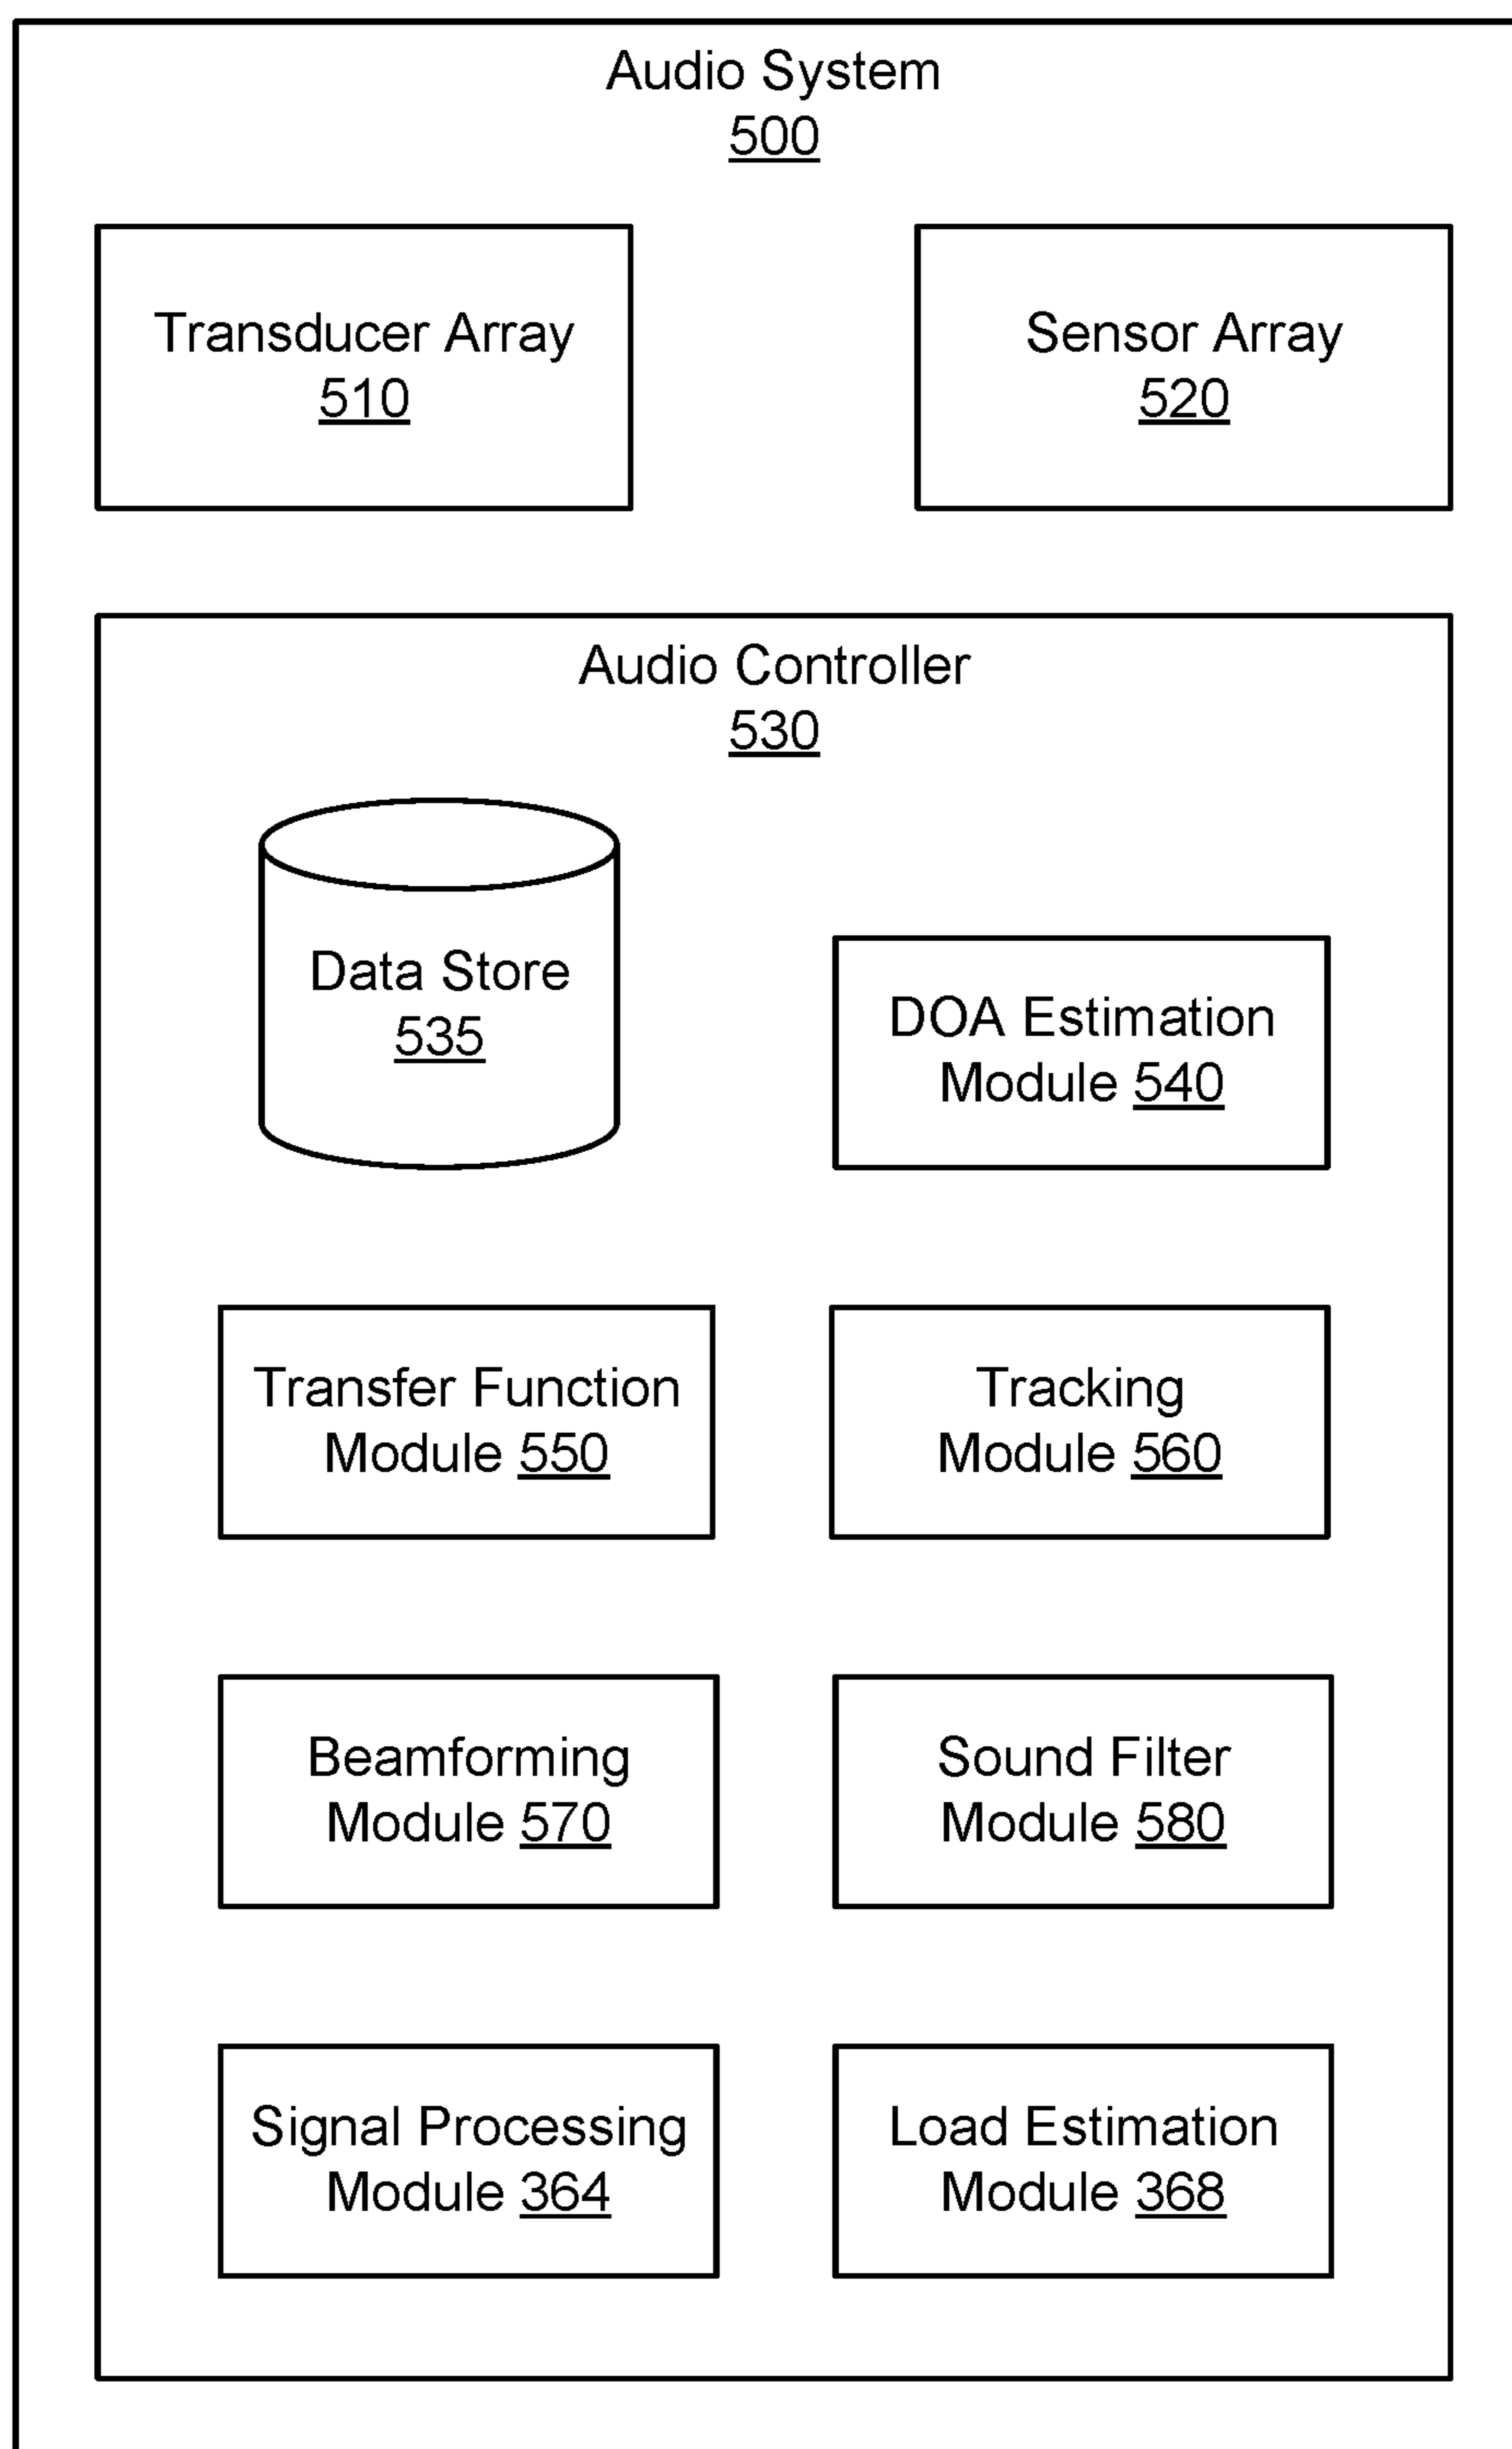 Audio System
500
Transducer Array
510
Sensor Array
520
Audio Controller
530
Data Store
535
DOA Estimation
Module 540
Transfer Function
Module 550
Tracking
Module 560
Beamforming
Module 570
Sound Filter
Module 580
Signal Processing
Module 364
Load Estimation
Module 368